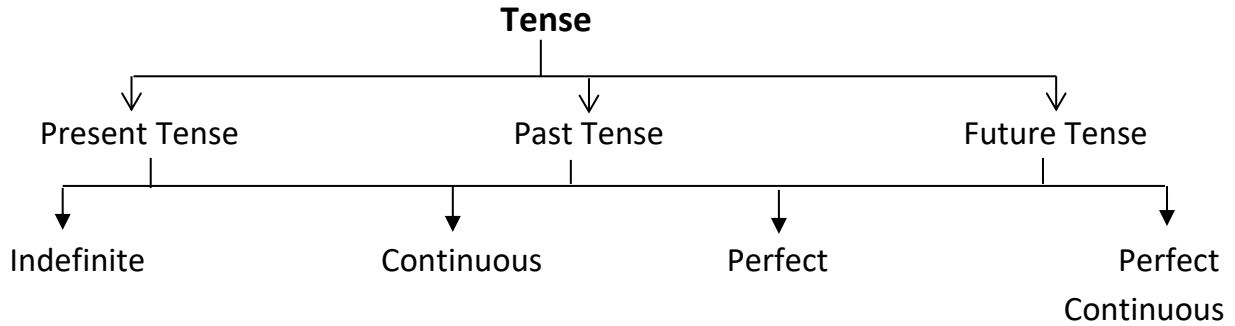 Tense
Present Tense Past Tense Future Tense
Indefinite Continuous Perfect Perfect
Continuous